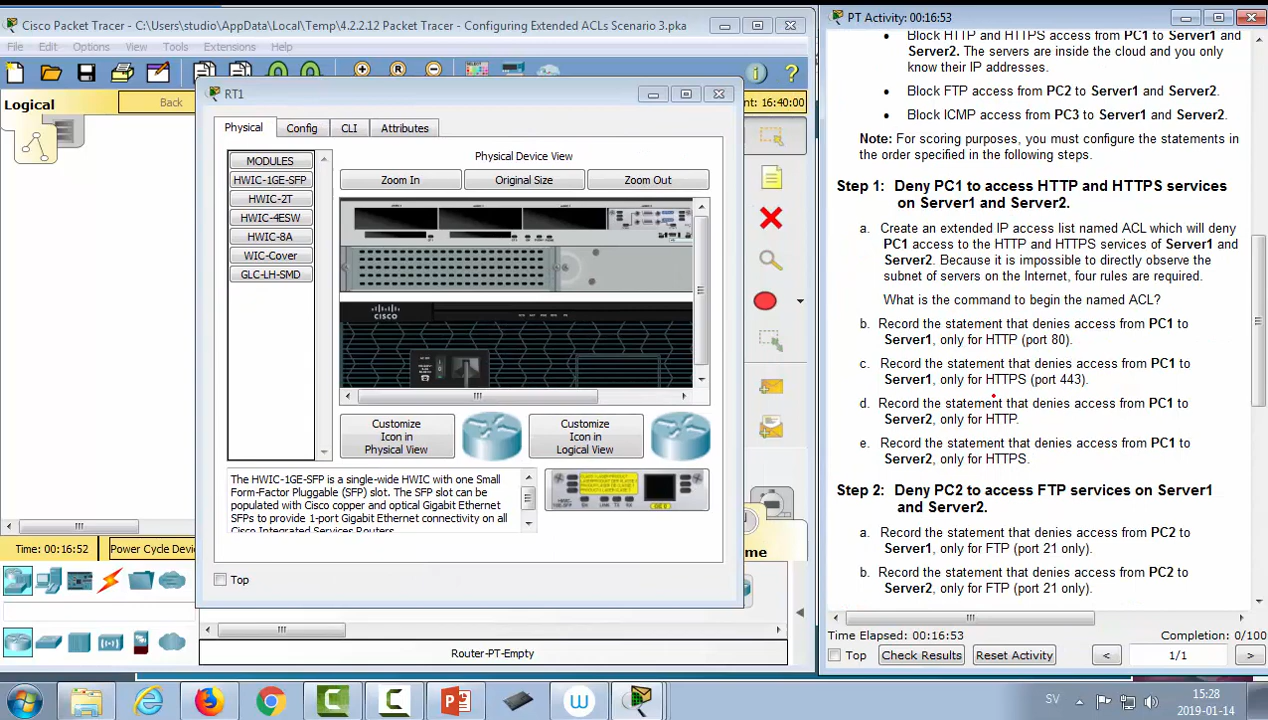 Cisco Packet Tracer - C:\Users\studio\AppData\Local\Temp\4.2.2.12 Packet Tracer - Configuring Extended ACLs Scenario 3.pka
File Edit Options View Tools Extensions Help
Logical
Back
nt: 16:40:00
RT1
Physical Config CLI Attributes
MODULES
HWIC-1GE-SFP
HWIC-2T
HWIC-4ESW
HWIC-8A
WIC-Cover
GLC-LH-SMD
Physical Device View
Zoom In Original Size Zoom Out
CISCO
Customize
Icon in
Physical View
Customize
Icon in
Logical View
The HWIC-1GE-SFP is a single-wide HWIC with one Small
Form-Factor Pluggable (SFP) slot. The SFP slot can be
populated with Cisco copper and optical Gigabit Ethernet
SFPs to provide 1-port Gigabit Ethernet connectivity on all
Cisco Integrated Services Routers.
Top
Time: 00:16:52 Power Cycle Devi
me
Router-PT-Empty
PT Activity: 00:16:53
• Block HTTP and HTTPS access from PC1 to Server1 and
Server2. The servers are inside the cloud and you only
know their IP addresses.
• Block FTP access from PC2 to Server1 and Server2.
• Block ICMP access from PC3 to Server1 and Server2.
Note: For scoring purposes, you must configure the statements in
the order specified in the following steps.
Step 1: Deny PC1 to access HTTP and HTTPS services
on Server1 and Server2.
a. Create an extended IP access list named ACL which will deny
PC1 access to the HTTP and HTTPS services of Server1 and
Server2. Because it is impossible to directly observe the
subnet of servers on the Internet, four rules are required.
What is the command to begin the named ACL?
b. Record the statement that denies access from PC1 to
Server1, only for HTTP (port 80).
c. Record the statement that denies access from PC1 to
Server1, only for HTTPS (port 443).
d. Record the statement that denies access from PC1 to
Server2, only for HTTP.
e. Record the statement that denies access from PC1 to
Server2, only for HTTPS.
Step 2: Deny PC2 to access FTP services on Server1
and Server2.
a. Record the statement that denies access from PC2 to
Server1, only for FTP (port 21 only).
b. Record the statement that denies access from PC2 to
Server2, only for FTP (port 21 only).
Time Elapsed: 00:16:53 Completion: 0/100
Top Check Results Reset Activity < 1/1 >
SV 15:28
2019-01-14